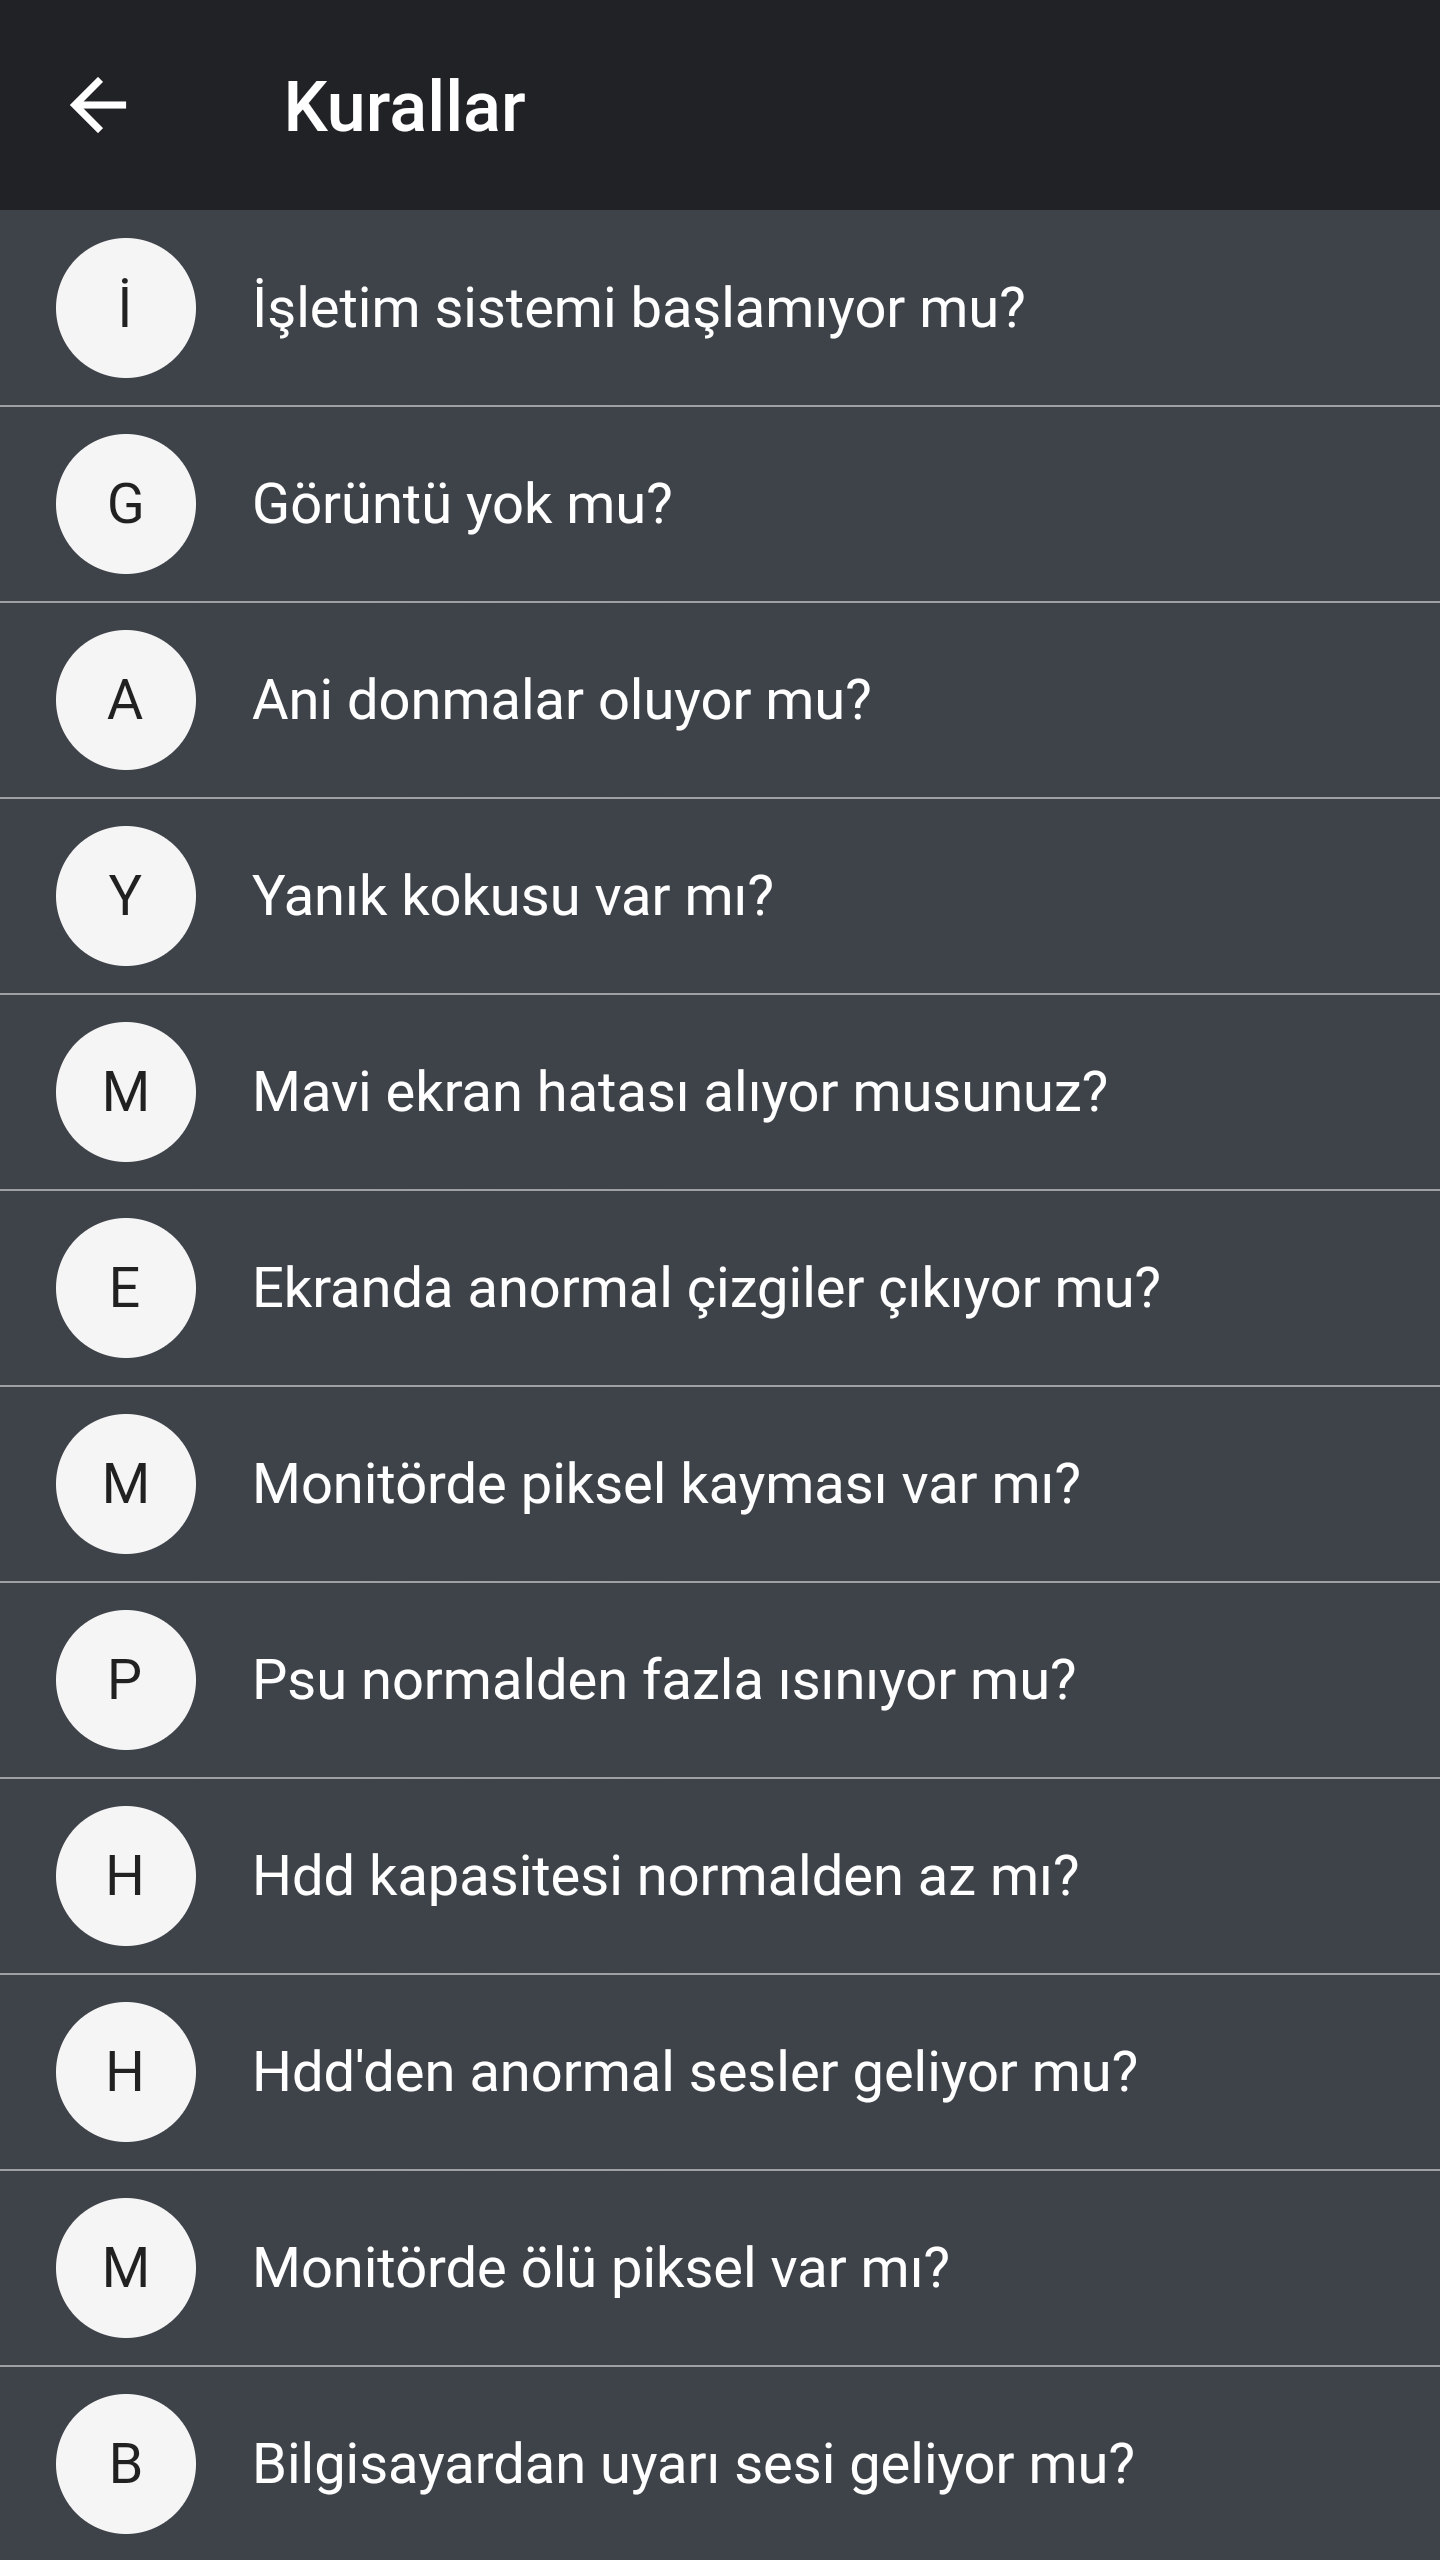 Kurallar
İ
İşletim sistemi başlamıyor mu?
G
Görüntü yok mu?
A
Ani donmalar oluyor mu?
Y
Yanık kokusu var mı?
M
Mavi ekran hatası alıyor musunuz?
E
Ekranda anormal çizgiler çıkıyor mu?
M
Monitörde piksel kayması var mı?
P
Psu normalden fazla ısınıyor mu?
H
Hdd kapasitesi normalden az mı?
H
Hdd'den anormal sesler geliyor mu?
M
Monitörde ölü piksel var mı?
B
Bilgisayardan uyarı sesi geliyor mu?